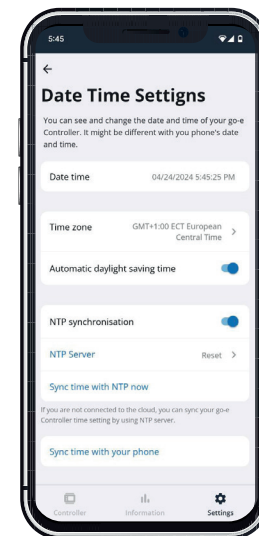 5:45
Date Time Settigns
You can see and change the date and time of your go-e
Controller. It might be different with you phone's date
and time.
Date time 04/24/2024 5:45:25 PM
Time zone GMT+1:00 ECT European
Central Time
Automatic daylight saving time
NTP synchronisation
NTP Server Reset
Sync time with NTP now
If you are not connected to the cloud, you can sync your go-e
Controller time setting by using NTP server.
Sync time with your phone
Controller Information Settings